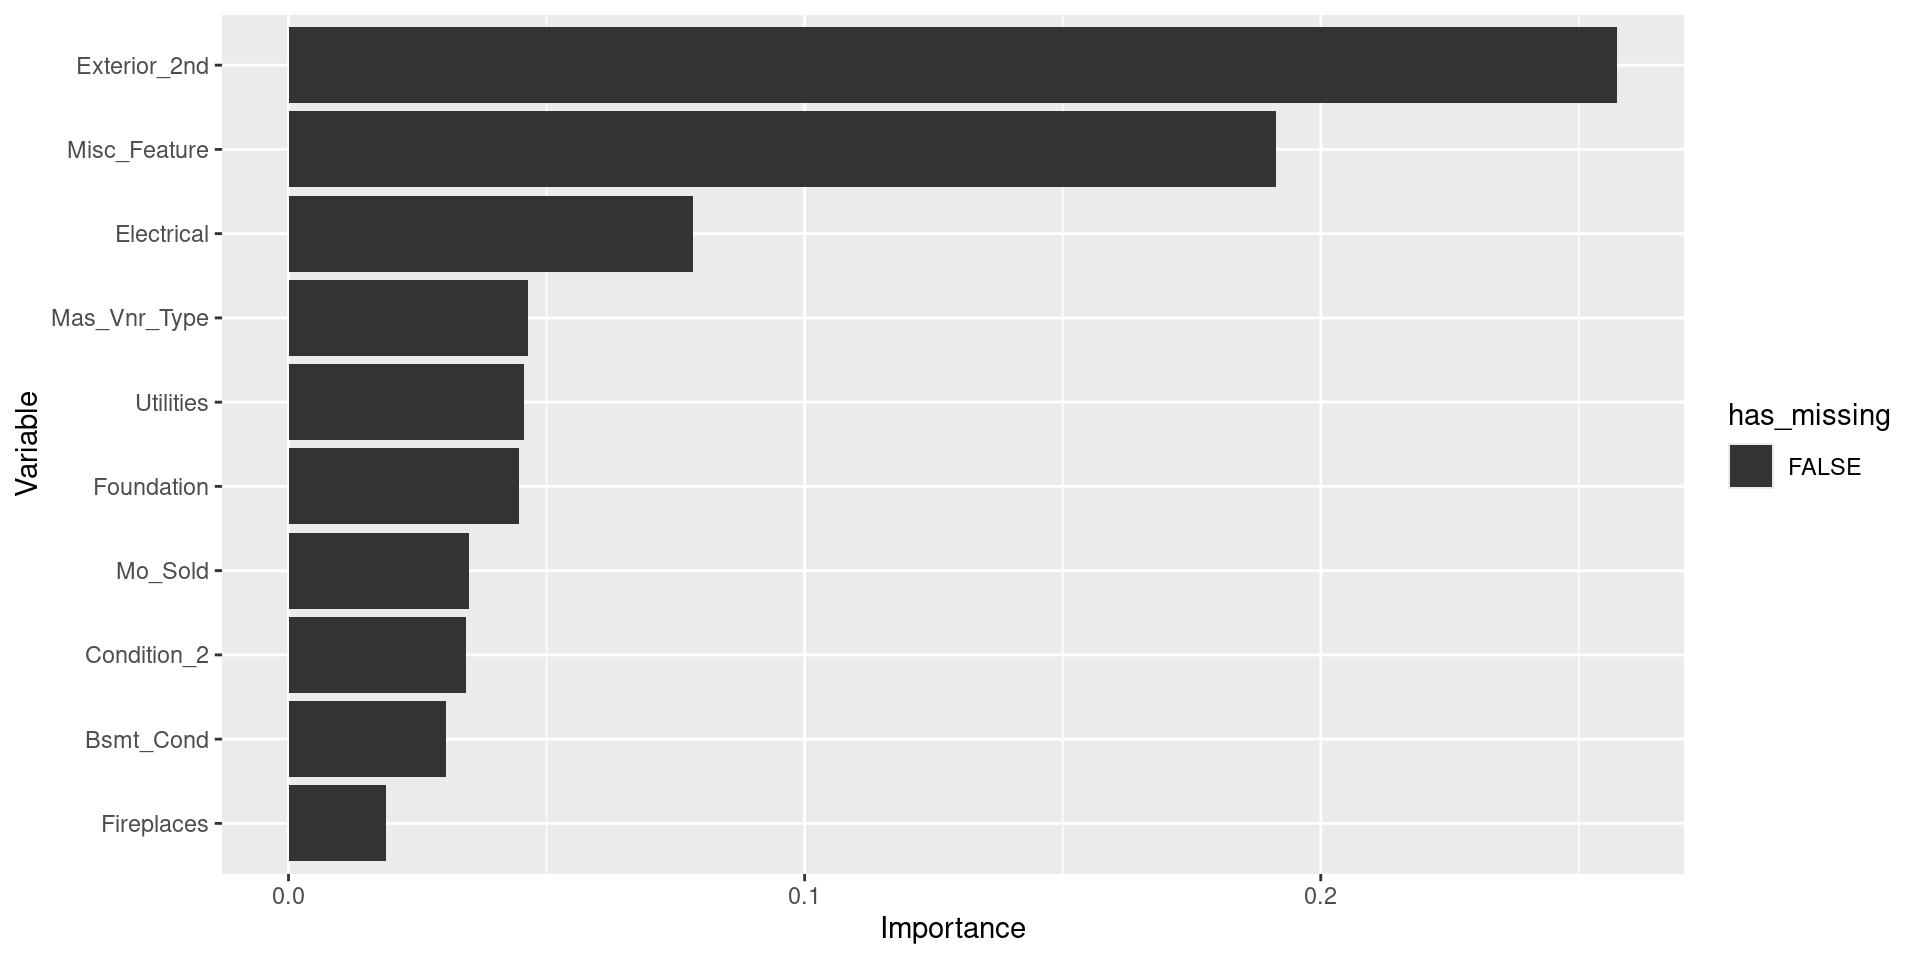 Exterior_2nd
Misc_Feature
Electrical
Mas_Vnr_Type
Utilities
Foundation
Mo_Sold
Condition_2
Bsmt_Cond
Fireplaces
Variable
0.0 0.1 0.2
Importance
has_missing
FALSE